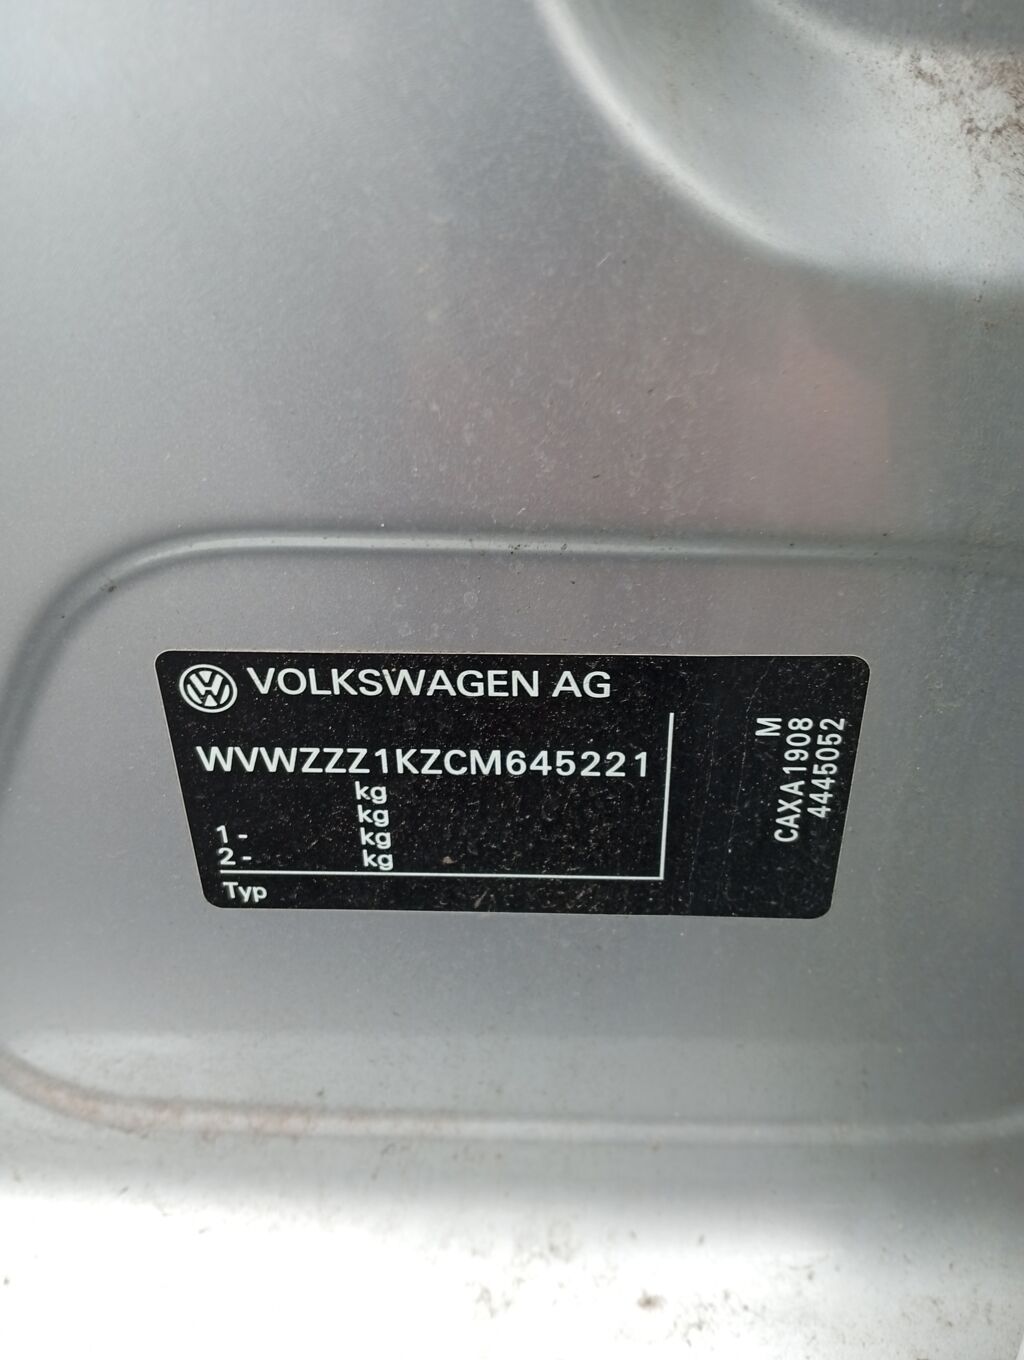 VOLKSWAGEN AG
WVWZZZ1KZCM645221
kg
kg
1- kg
2- kg
Typ
M
CAXA1908
4445052